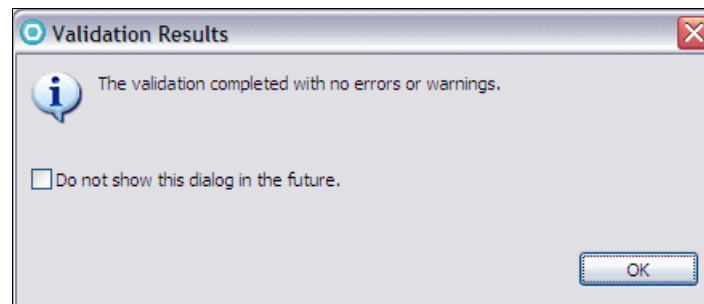 Validation Results
The validation completed with no errors or warnings.
Do not show this dialog in the future.
OK